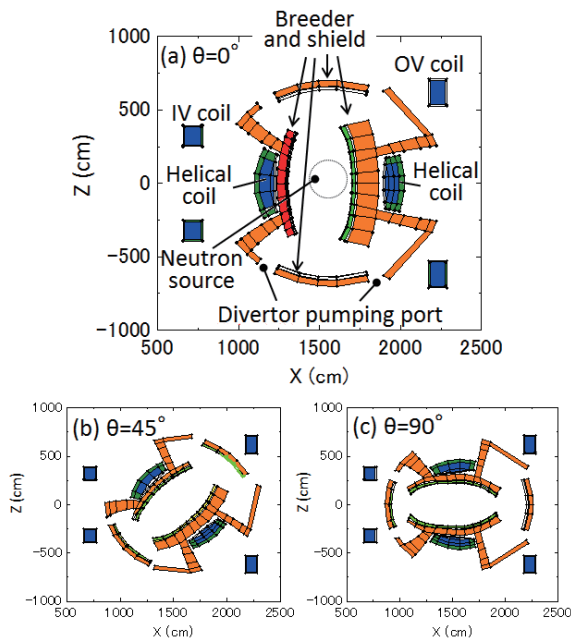 1000
500
0
-500
-1000
Z (cm)
(a) θ=0°
Breeder
and shield
OV coil
IV coil
Helical
coil
Helical
coil
Neutron
source
Divertor pumping port
500 1000 1500 2000 2500
X (cm)
(b) θ=45°
1000
500
0
-500
-1000
Z (cm)
500 1000 1500 2000 2500
X (cm)
(c) θ=90°
1000
500
0
-500
-1000
Z (cm)
500 1000 1500 2000 2500
X (cm)